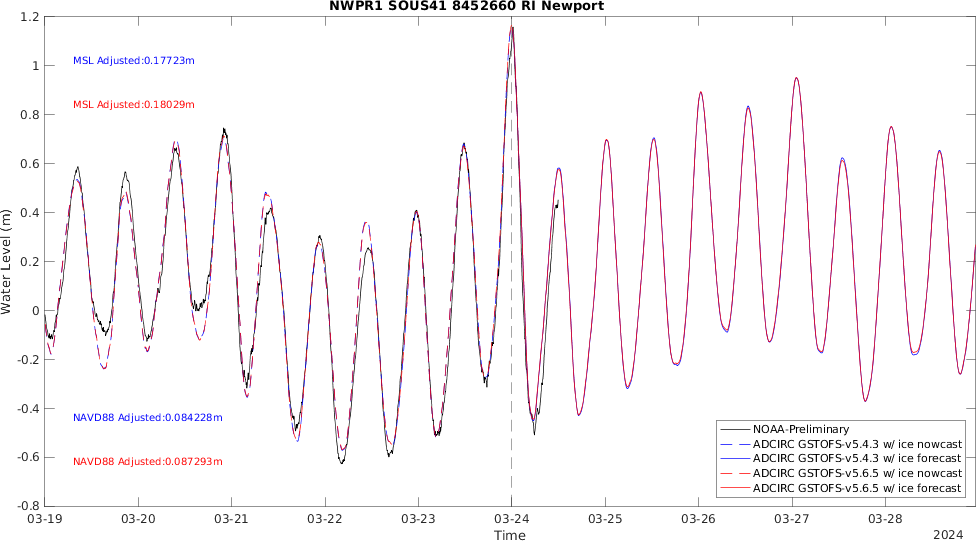 NWPR1 SOUS41 8452660 RI Newport
1.2
1
0.8
0.6
0.4
0.2
0
-0.2
-0.4
-0.6
-0.8
Water Level (m)
MSL Adjusted:0.17723m
MSL Adjusted:0.18029m
NAVD88 Adjusted:0.084228m
NAVD88 Adjusted:0.087293m
NOAA-Preliminary
ADCIRC GSTOFS-v5.4.3 w/ ice nowcast
ADCIRC GSTOFS-v5.4.3 w/ ice forecast
ADCIRC GSTOFS-v5.6.5 w/ ice nowcast
ADCIRC GSTOFS-v5.6.5 w/ ice forecast
03-19 03-20 03-21 03-22 03-23 03-24 03-25 03-26 03-27 03-28
Time
2024